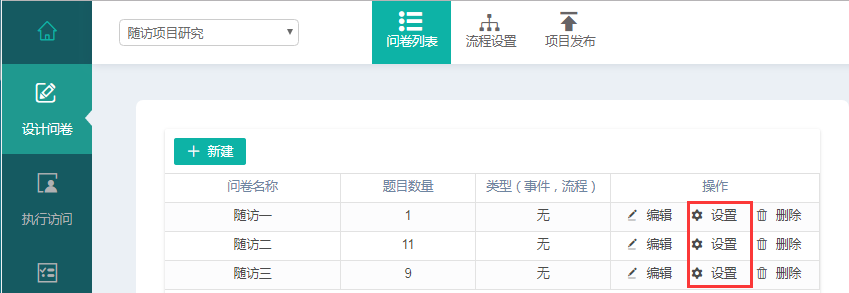 随访项目研究
问卷列表 流程设置 项目发布
设计问卷
执行访问
新建
问卷名称 题目数量 类型（事件，流程） 操作
随访一 1 无 编辑 设置 删除
随访二 11 无 编辑 设置 删除
随访三 9 无 编辑 设置 删除